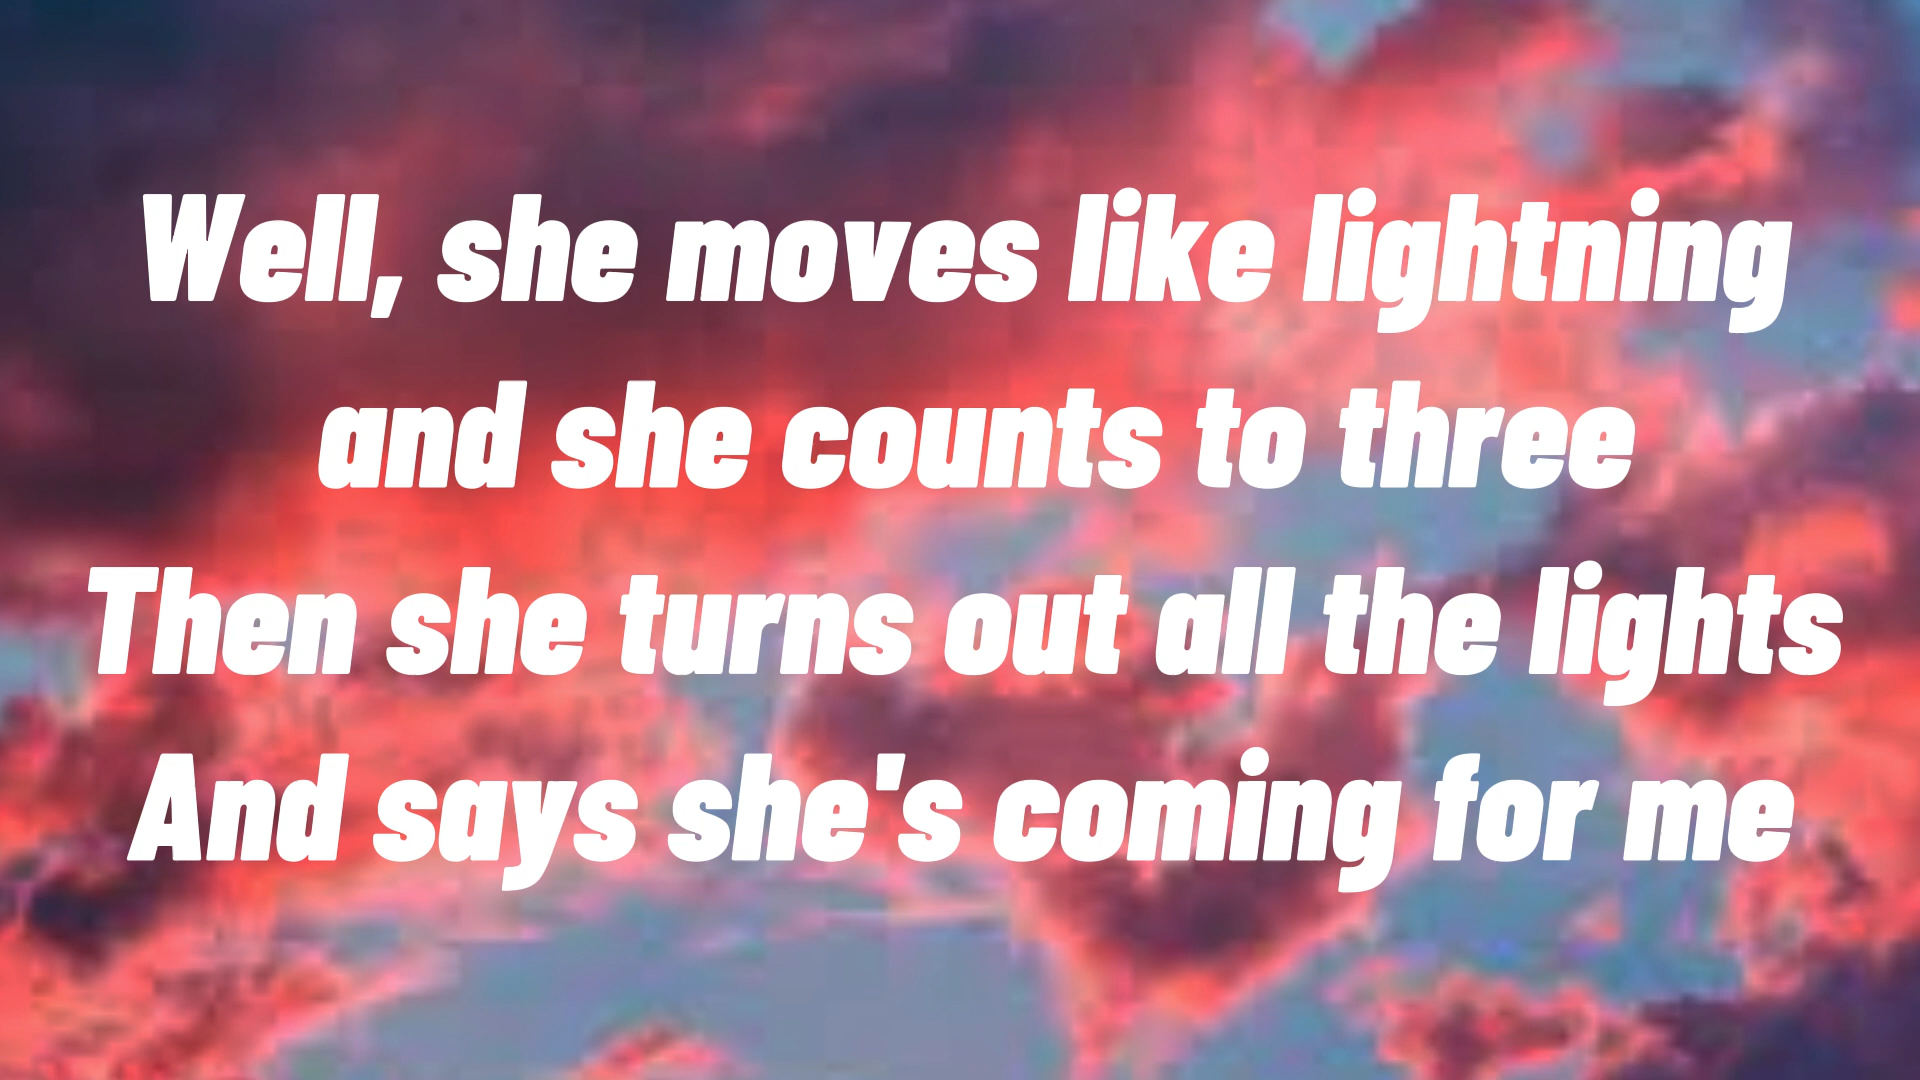 Well, she moves like lightning
and she counts to three
Then she turns out all the lights
And says she's coming for me